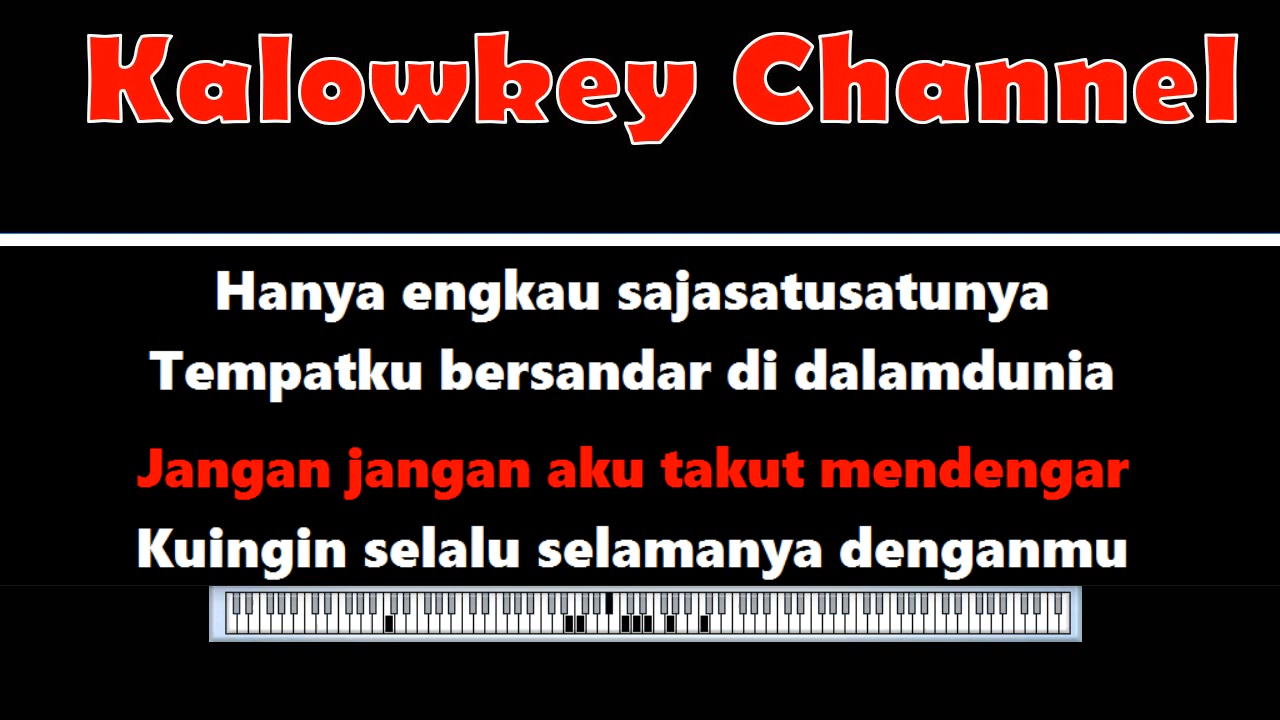 Kalowkey Channel
Hanya engkau sajasatusatunya
Tempatku bersandar di dalamdunia
Jangan jangan aku takut mendengar
Kuingin selalu selamanya denganmu